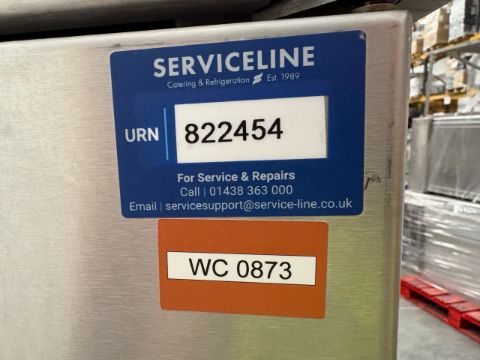 SERVICELINE
Catering & Refrigeration Est. 1989
URN 822454
For Service & Repairs
Call | 01438 363 000
Email | servicesupport@service-line.co.uk
WC 0873